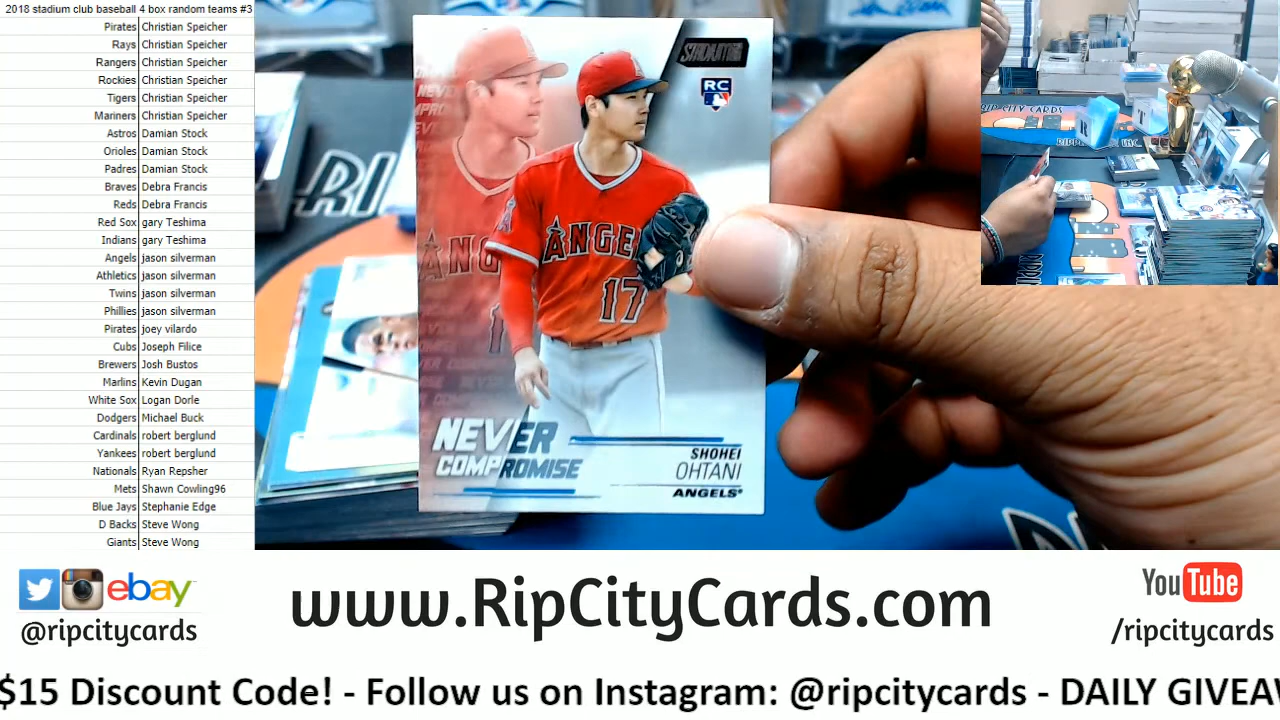 2018 stadium club baseball 4 box random teams #3
Pirates Christian Speicher
Rays Christian Speicher
Rangers Christian Speicher
Rockies Christian Speicher
Tigers Christian Speicher
Mariners Christian Speicher
Astros Damian Stock
Orioles Damian Stock
Padres Damian Stock
Braves Debra Francis
Reds Debra Francis
Red Sox gary Teshima
Indians gary Teshima
Angels jason silverman
Athletics jason silverman
Twins jason silverman
Phillies jason silverman
Pirates joey vilardo
Cubs Joseph Filice
Brewers Josh Bustos
Marlins Kevin Dugan
White Sox Logan Dorle
Dodgers Michael Buck
Cardinals robert berglund
Yankees robert berglund
Nationals Ryan Repsher
Mets Shawn Cowling96
Blue Jays Stephanie Edge
D Backs Steve Wong
Giants Steve Wong
STADIUM
RC
ANGE
17
NEVER
COMPROMISE
SHOHEI
OHTANI
ANGELS®
RIP CITY CARDS
R
T
ebay
@ripcitycards
www.RipCityCards.com
YouTube
/ripcitycards
$15 Discount Code! - Follow us on Instagram: @ripcitycards - DAILY GIVEA